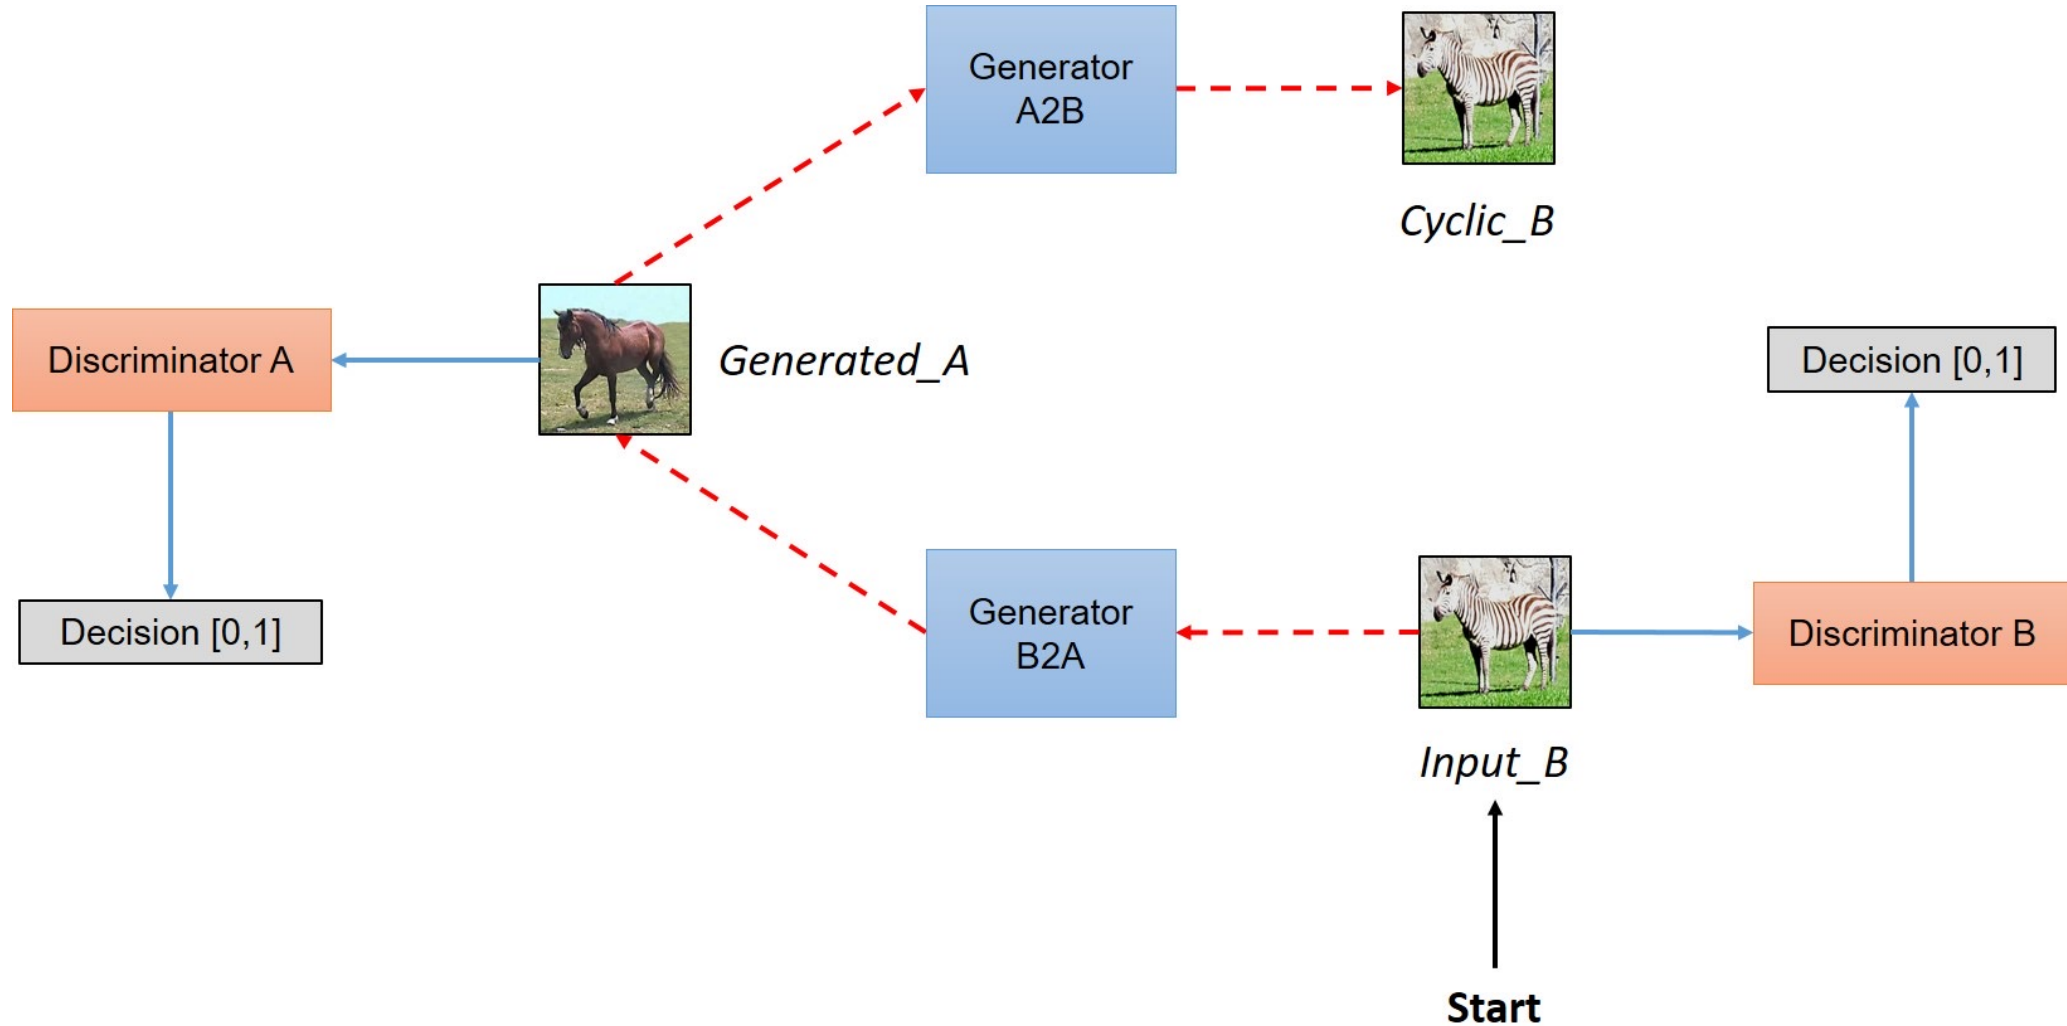 Generator
A2B
Cyclic_B
Discriminator A
Generated_A
Decision [0,1]
Decision [0,1]
Generator
B2A
Discriminator B
Input_B
Start